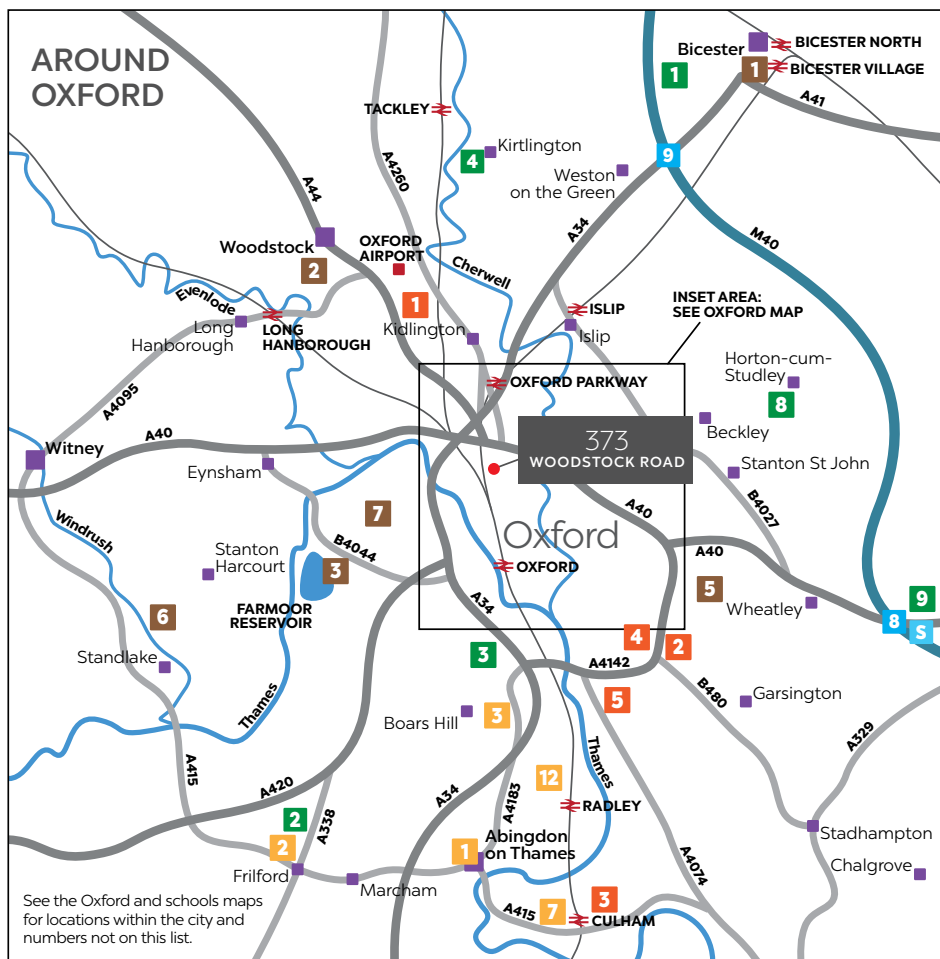 AROUND
OXFORD
Bicester
BICESTER NORTH
1
1
BICESTER VILLAGE
A41
TACKLEY
A4260
4
Kirtlington
9
Weston
on the Green
A44
A34
M40
Woodstock
OXFORD
AIRPORT
2
Cherwell
Evenlode
1
INSET AREA:
SEE OXFORD MAP
ISLIP
Islip
Long
Hanborough
LONG
HANBOROUGH
Kidlington
Horton-cum-
Studley
OXFORD PARKWAY
8
A4095
Beckley
373
WOODSTOCK ROAD
A40
Witney
Eynsham
Stanton St John
B4027
7
A40
Windrush
Oxford
B4044
A40
Stanton
Harcourt
3
OXFORD
5
FARMOOR
RESERVOIR
A34
Wheatley
9
8
S
6
4
2
3
A4142
Standlake
B480
5
Garsington
Thames
Boars Hill
3
A329
Thames
A415
12
A420
A34
A4183
RADLEY
2
A338
Stadhampton
2
1
Abingdon
on Thames
Frilford
Marcham
A4074
Chalgrove
See the Oxford and schools maps
for locations within the city and
numbers not on this list.
A415
7
3
CULHAM